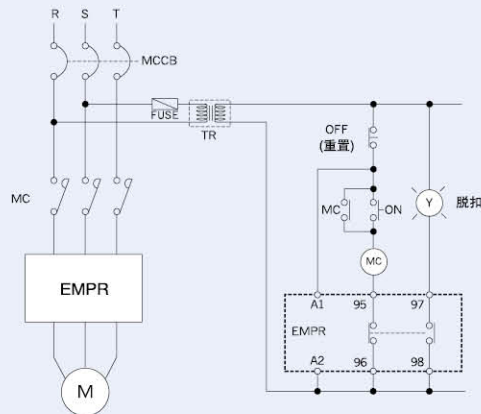 R S T
MCCB
FUSE
TR
OFF
(重置)
MC
MC ON
Y 脱扣
MC
EMPR
A1 95 97
EMPR
A2 96 98
M